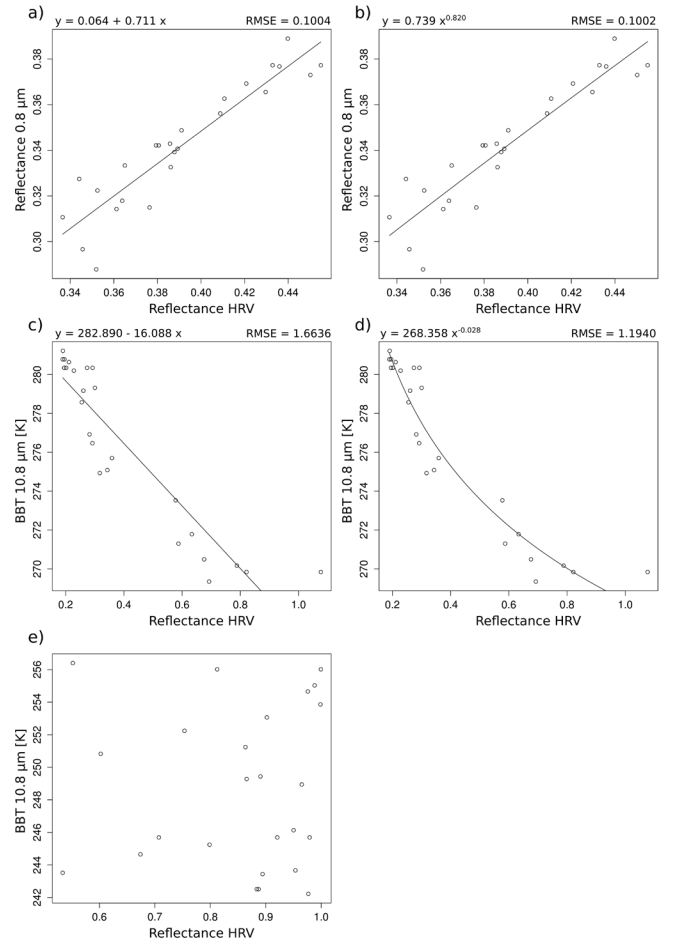 a)
y = 0.064 + 0.711 x RMSE = 0.1004
Reflectance 0.8 µm
0.38
0.36
0.34
0.32
0.30
0.34 0.36 0.38 0.40 0.42 0.44
Reflectance HRV
b)
y = 0.739 x^0.820 RMSE = 0.1002
Reflectance 0.8 µm
0.38
0.36
0.34
0.32
0.30
0.34 0.36 0.38 0.40 0.42 0.44
Reflectance HRV
c)
y = 282.890 - 16.088 x RMSE = 1.6636
BBT 10.8 µm [K]
280
278
276
274
272
270
0.2 0.4 0.6 0.8 1.0
Reflectance HRV
d)
y = 268.358 x^-0.028 RMSE = 1.1940
BBT 10.8 µm [K]
280
278
276
274
272
270
0.2 0.4 0.6 0.8 1.0
Reflectance HRV
e)
BBT 10.8 µm [K]
256
254
252
250
248
246
244
242
0.6 0.7 0.8 0.9 1.0
Reflectance HRV